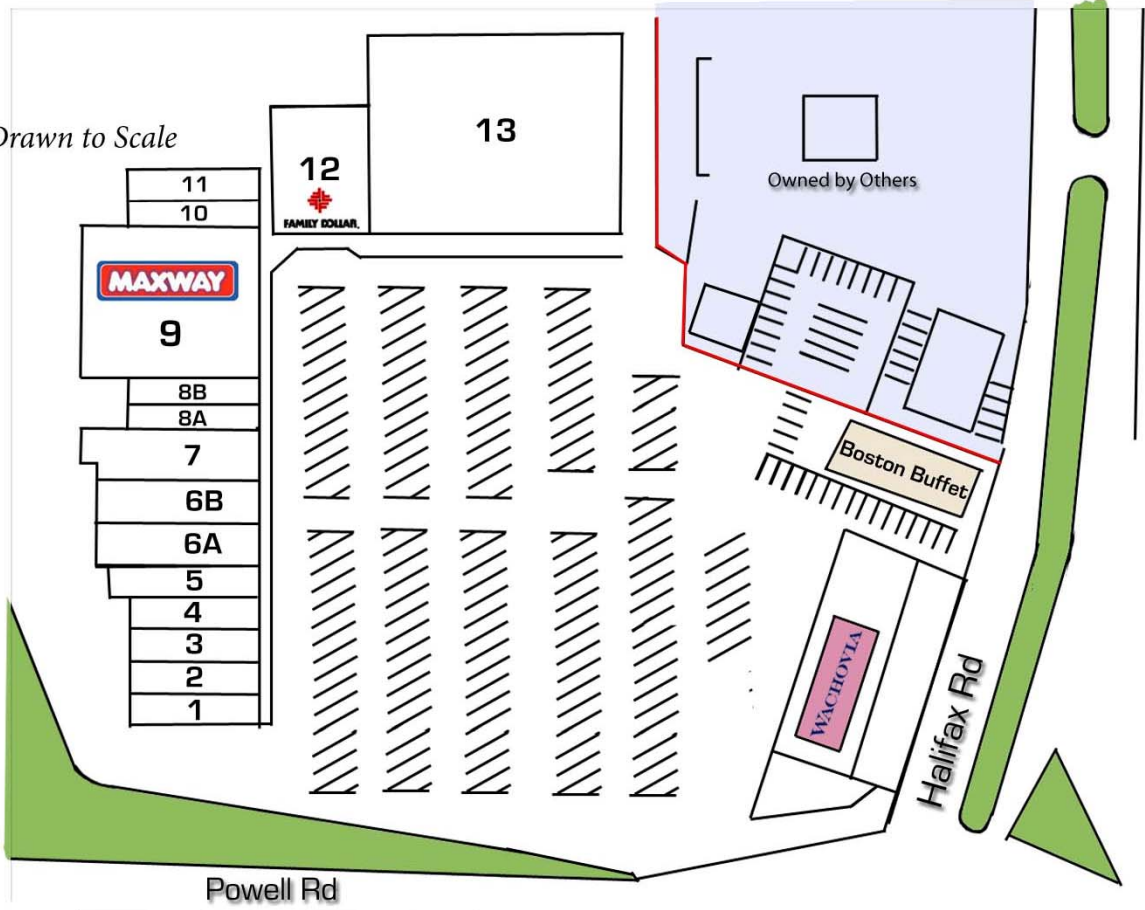 Drawn to Scale
13
12
FAMILY DOLLAR.
Owned by Others
11
10
MAXWAY
9
8B
8A
7
6B
6A
5
4
3
2
1
Boston Buffet
WACHOVIA
Halifax Rd
Powell Rd